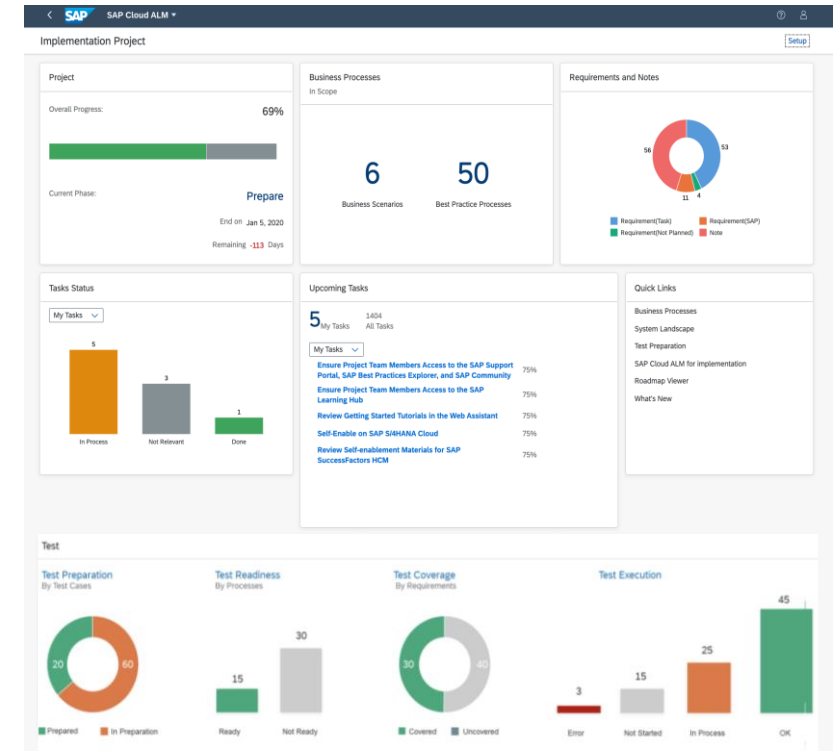 SAP SAP Cloud ALM
Implementation Project
Setup
Project
Overall Progress:
69%
Current Phase:
Prepare
End on Jan 5, 2020
Remaining -113 Days
Business Processes
In Scope
6
50
Business Scenarios
Best Practice Processes
Requirements and Notes
56
53
11
4
Requirement(Task)
Requirement(SAP)
Requirement(Not Planned)
Note
Tasks Status
My Tasks
5
3
1
In Process
Not Relevant
Done
Upcoming Tasks
5 My Tasks
1404
All Tasks
My Tasks
Ensure Project Team Members Access to the SAP Support
Portal, SAP Best Practices Explorer, and SAP Community
75%
Ensure Project Team Members Access to the SAP
Learning Hub
75%
Review Getting Started Tutorials in the Web Assistant
75%
Self-Enable on SAP S/4HANA Cloud
75%
Review Self-enablement Materials for SAP
SuccessFactors HCM
75%
Quick Links
Business Processes
System Landscape
Test Preparation
SAP Cloud ALM for implementation
Roadmap Viewer
What's New
Test
Test Preparation
By Test Cases
20
60
Prepared
In Preparation
Test Readiness
By Processes
15
30
Ready
Not Ready
Test Coverage
By Requirements
30
40
Covered
Uncovered
Test Execution
3
15
25
45
Error
Not Started
In Process
OK